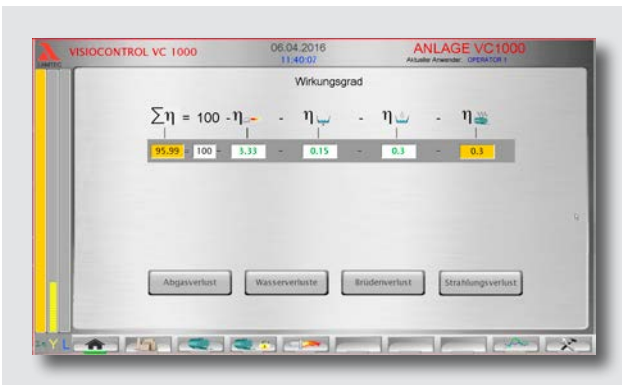 LAMTEC VISIOCONTROL VC 1000 06.04.2016 ANLAGE VC1000
11:40:07 Aktueller Anwender: OPERATOR 1
Wirkungsgrad
∑η = 100 - η - η - η - η
95.99 = 100 - 3.33 - 0.15 - 0.3 - 0.3
Abgasverlust Wasserverluste Brüdenverlust Strahlungsverlust
Y L